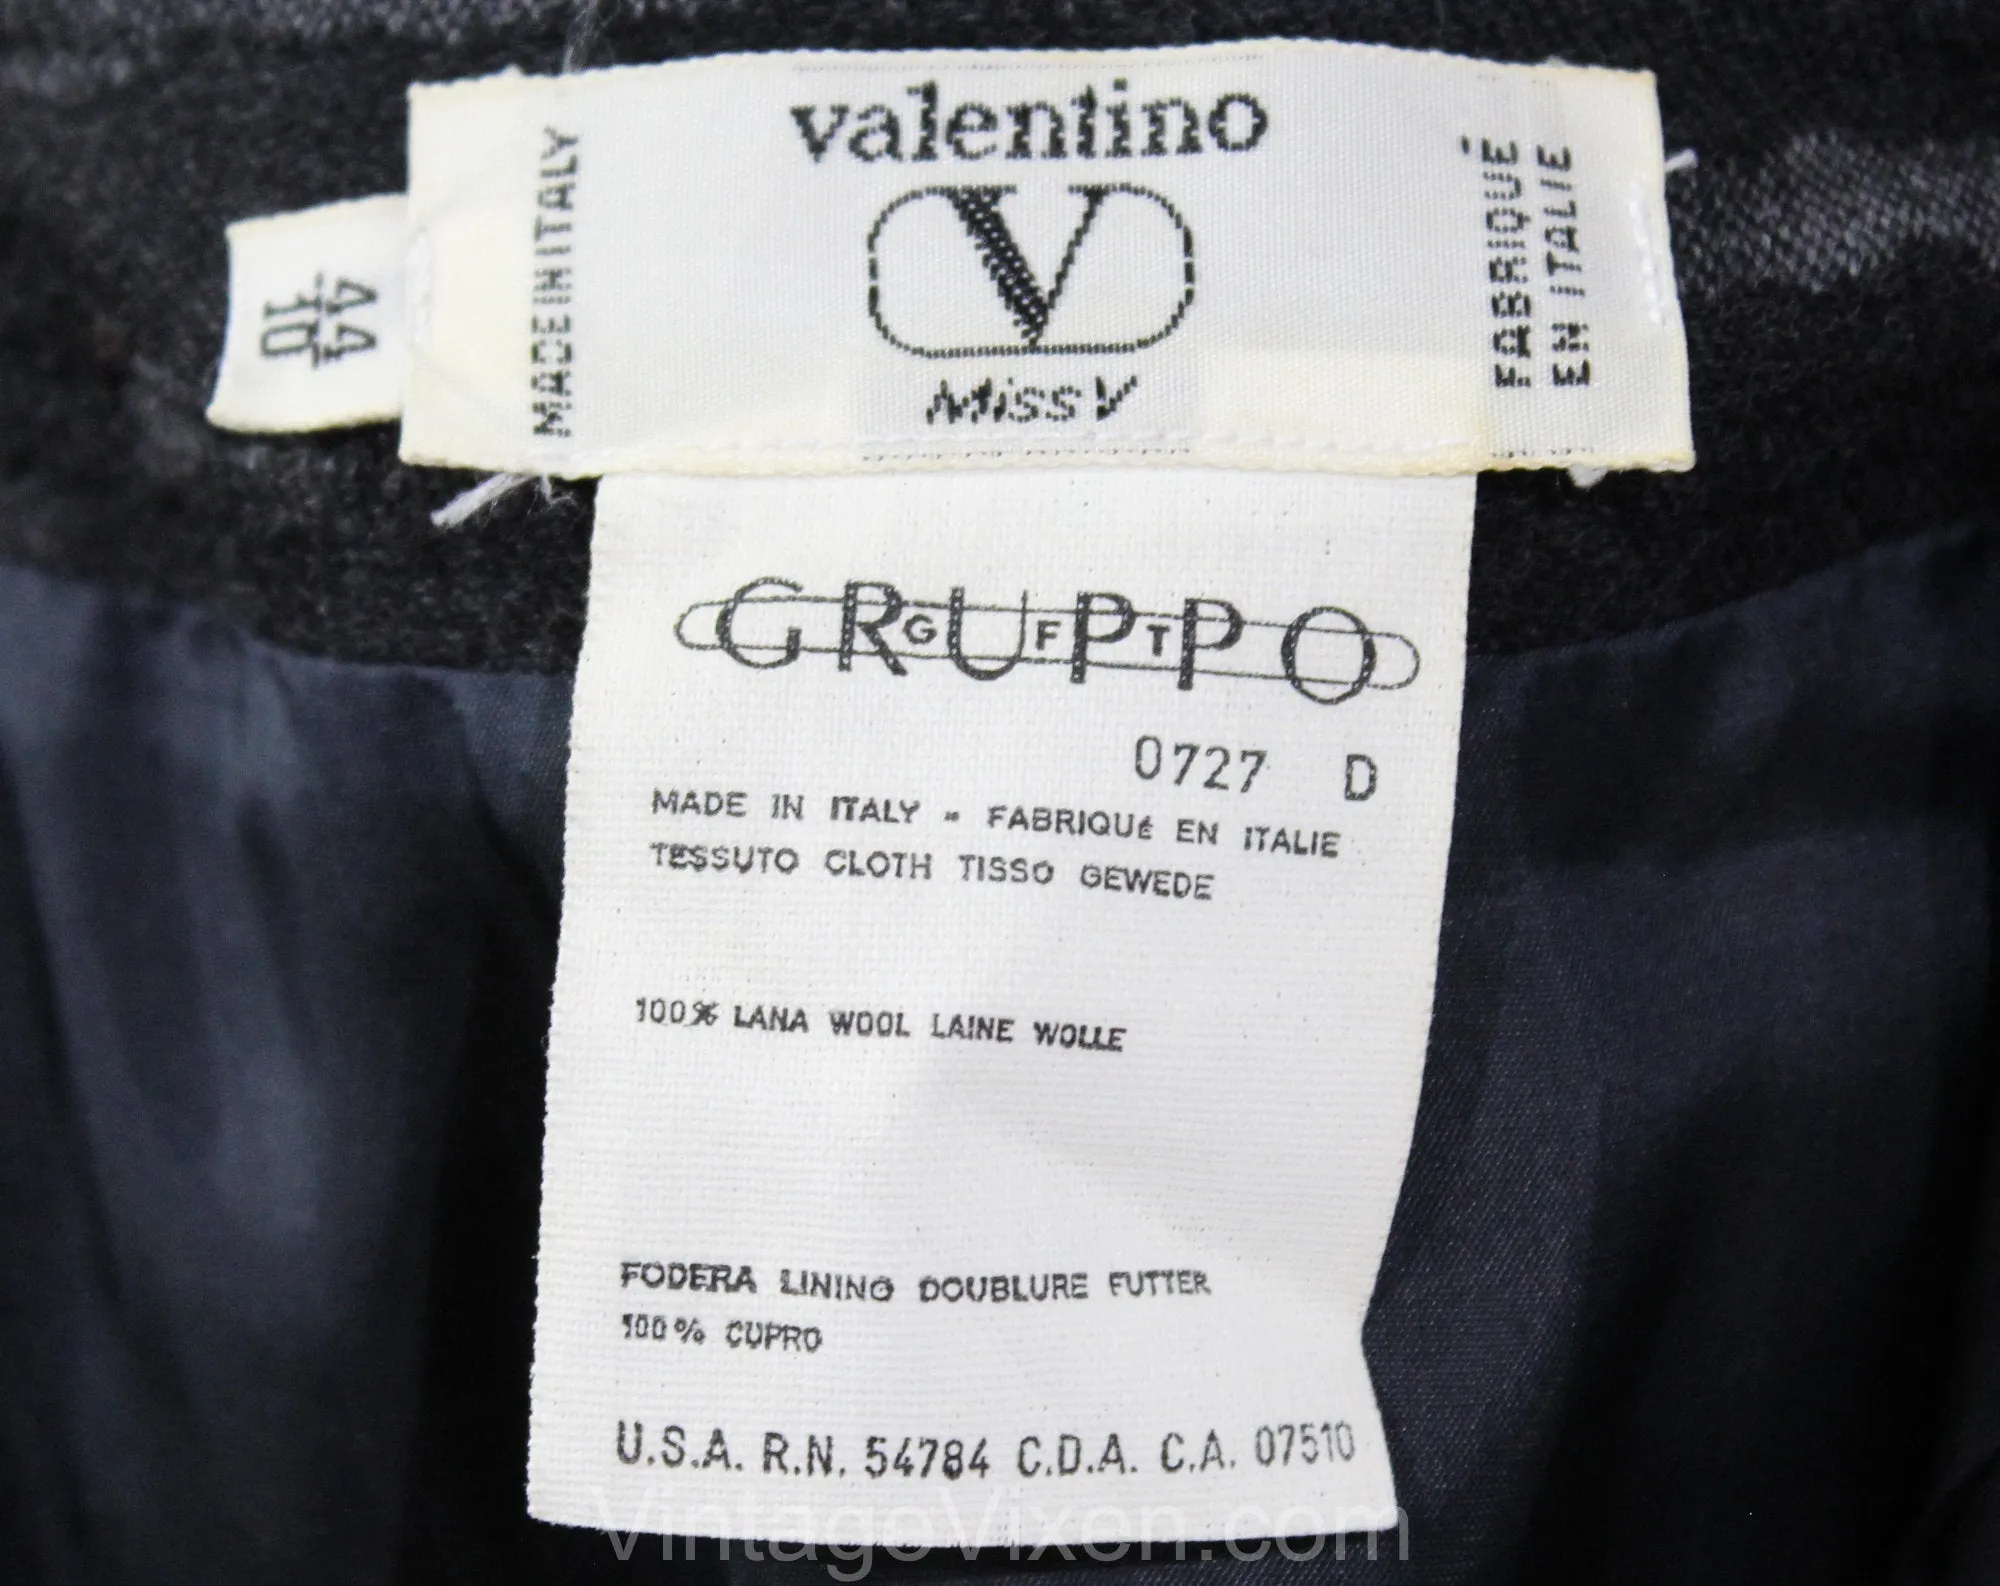 valentino
V
Miss V
MADE IN ITALY
FABRIQUÉ
EN ITALIE
44
10
GRUPPO
GFT
0727 D
MADE IN ITALY - FABRIQUÉ EN ITALIE
TESSUTO CLOTH TISSO GEWEDE
100% LANA WOOL LAINE WOLLE
FODERA LINING DOUBLURE FUTTER
100% CUPRO
U.S.A. R.N. 54784 C.D.A. C.A. 07510
VintageVixen.com